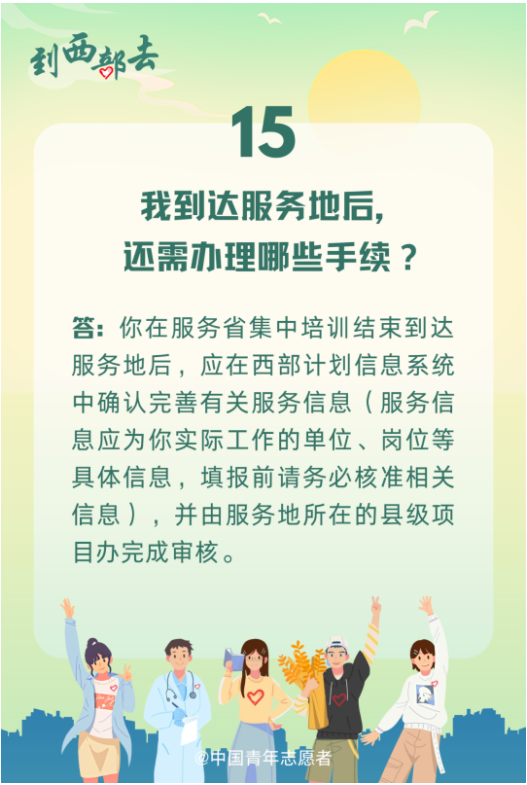 到西部去
15
我到达服务地后，
还需办理哪些手续？
答：你在服务省集中培训结束到达
服务地后，应在西部计划信息系统
中确认完善有关服务信息（服务信
息应为你实际工作的单位、岗位等
具体信息，填报前请务必核准相关
信息），并由服务地所在的县级项
目办完成审核。
@中国青年志愿者